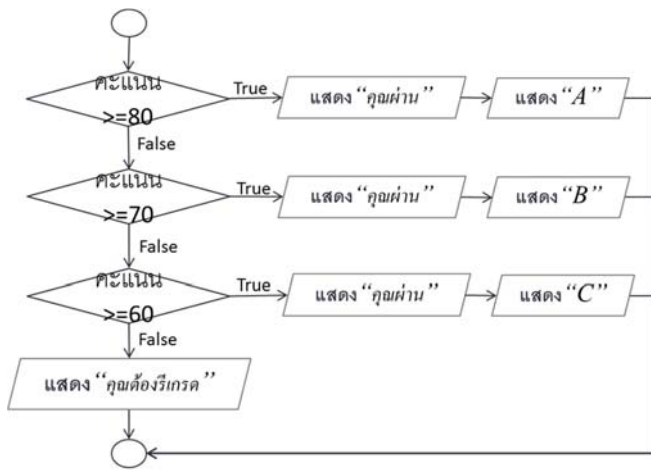 คะแนน
>=80
True
แสดง “คุณผ่าน”
แสดง “A”
False
คะแนน
>=70
True
แสดง “คุณผ่าน”
แสดง “B”
False
คะแนน
>=60
True
แสดง “คุณผ่าน”
แสดง “C”
False
แสดง “คุณต้องรีเกรด”